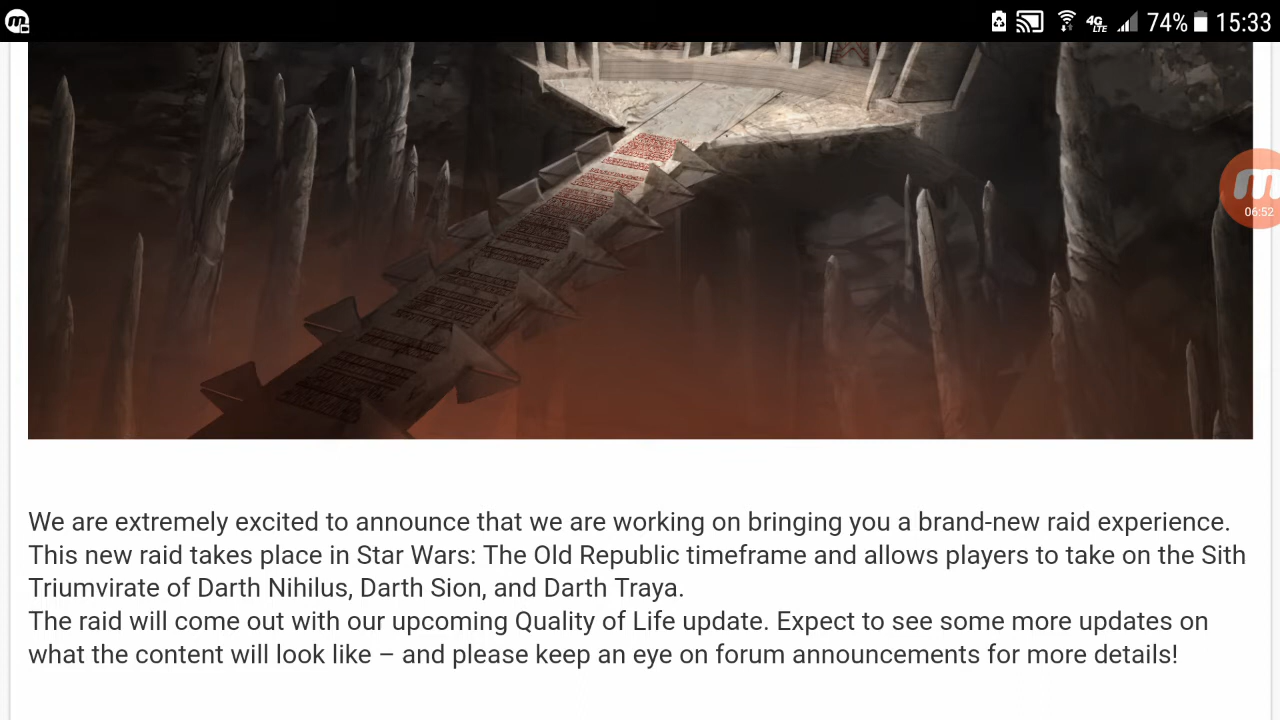 4G LTE 74% 15:33
06:52
We are extremely excited to announce that we are working on bringing you a brand-new raid experience.
This new raid takes place in Star Wars: The Old Republic timeframe and allows players to take on the Sith
Triumvirate of Darth Nihilus, Darth Sion, and Darth Traya.
The raid will come out with our upcoming Quality of Life update. Expect to see some more updates on
what the content will look like – and please keep an eye on forum announcements for more details!